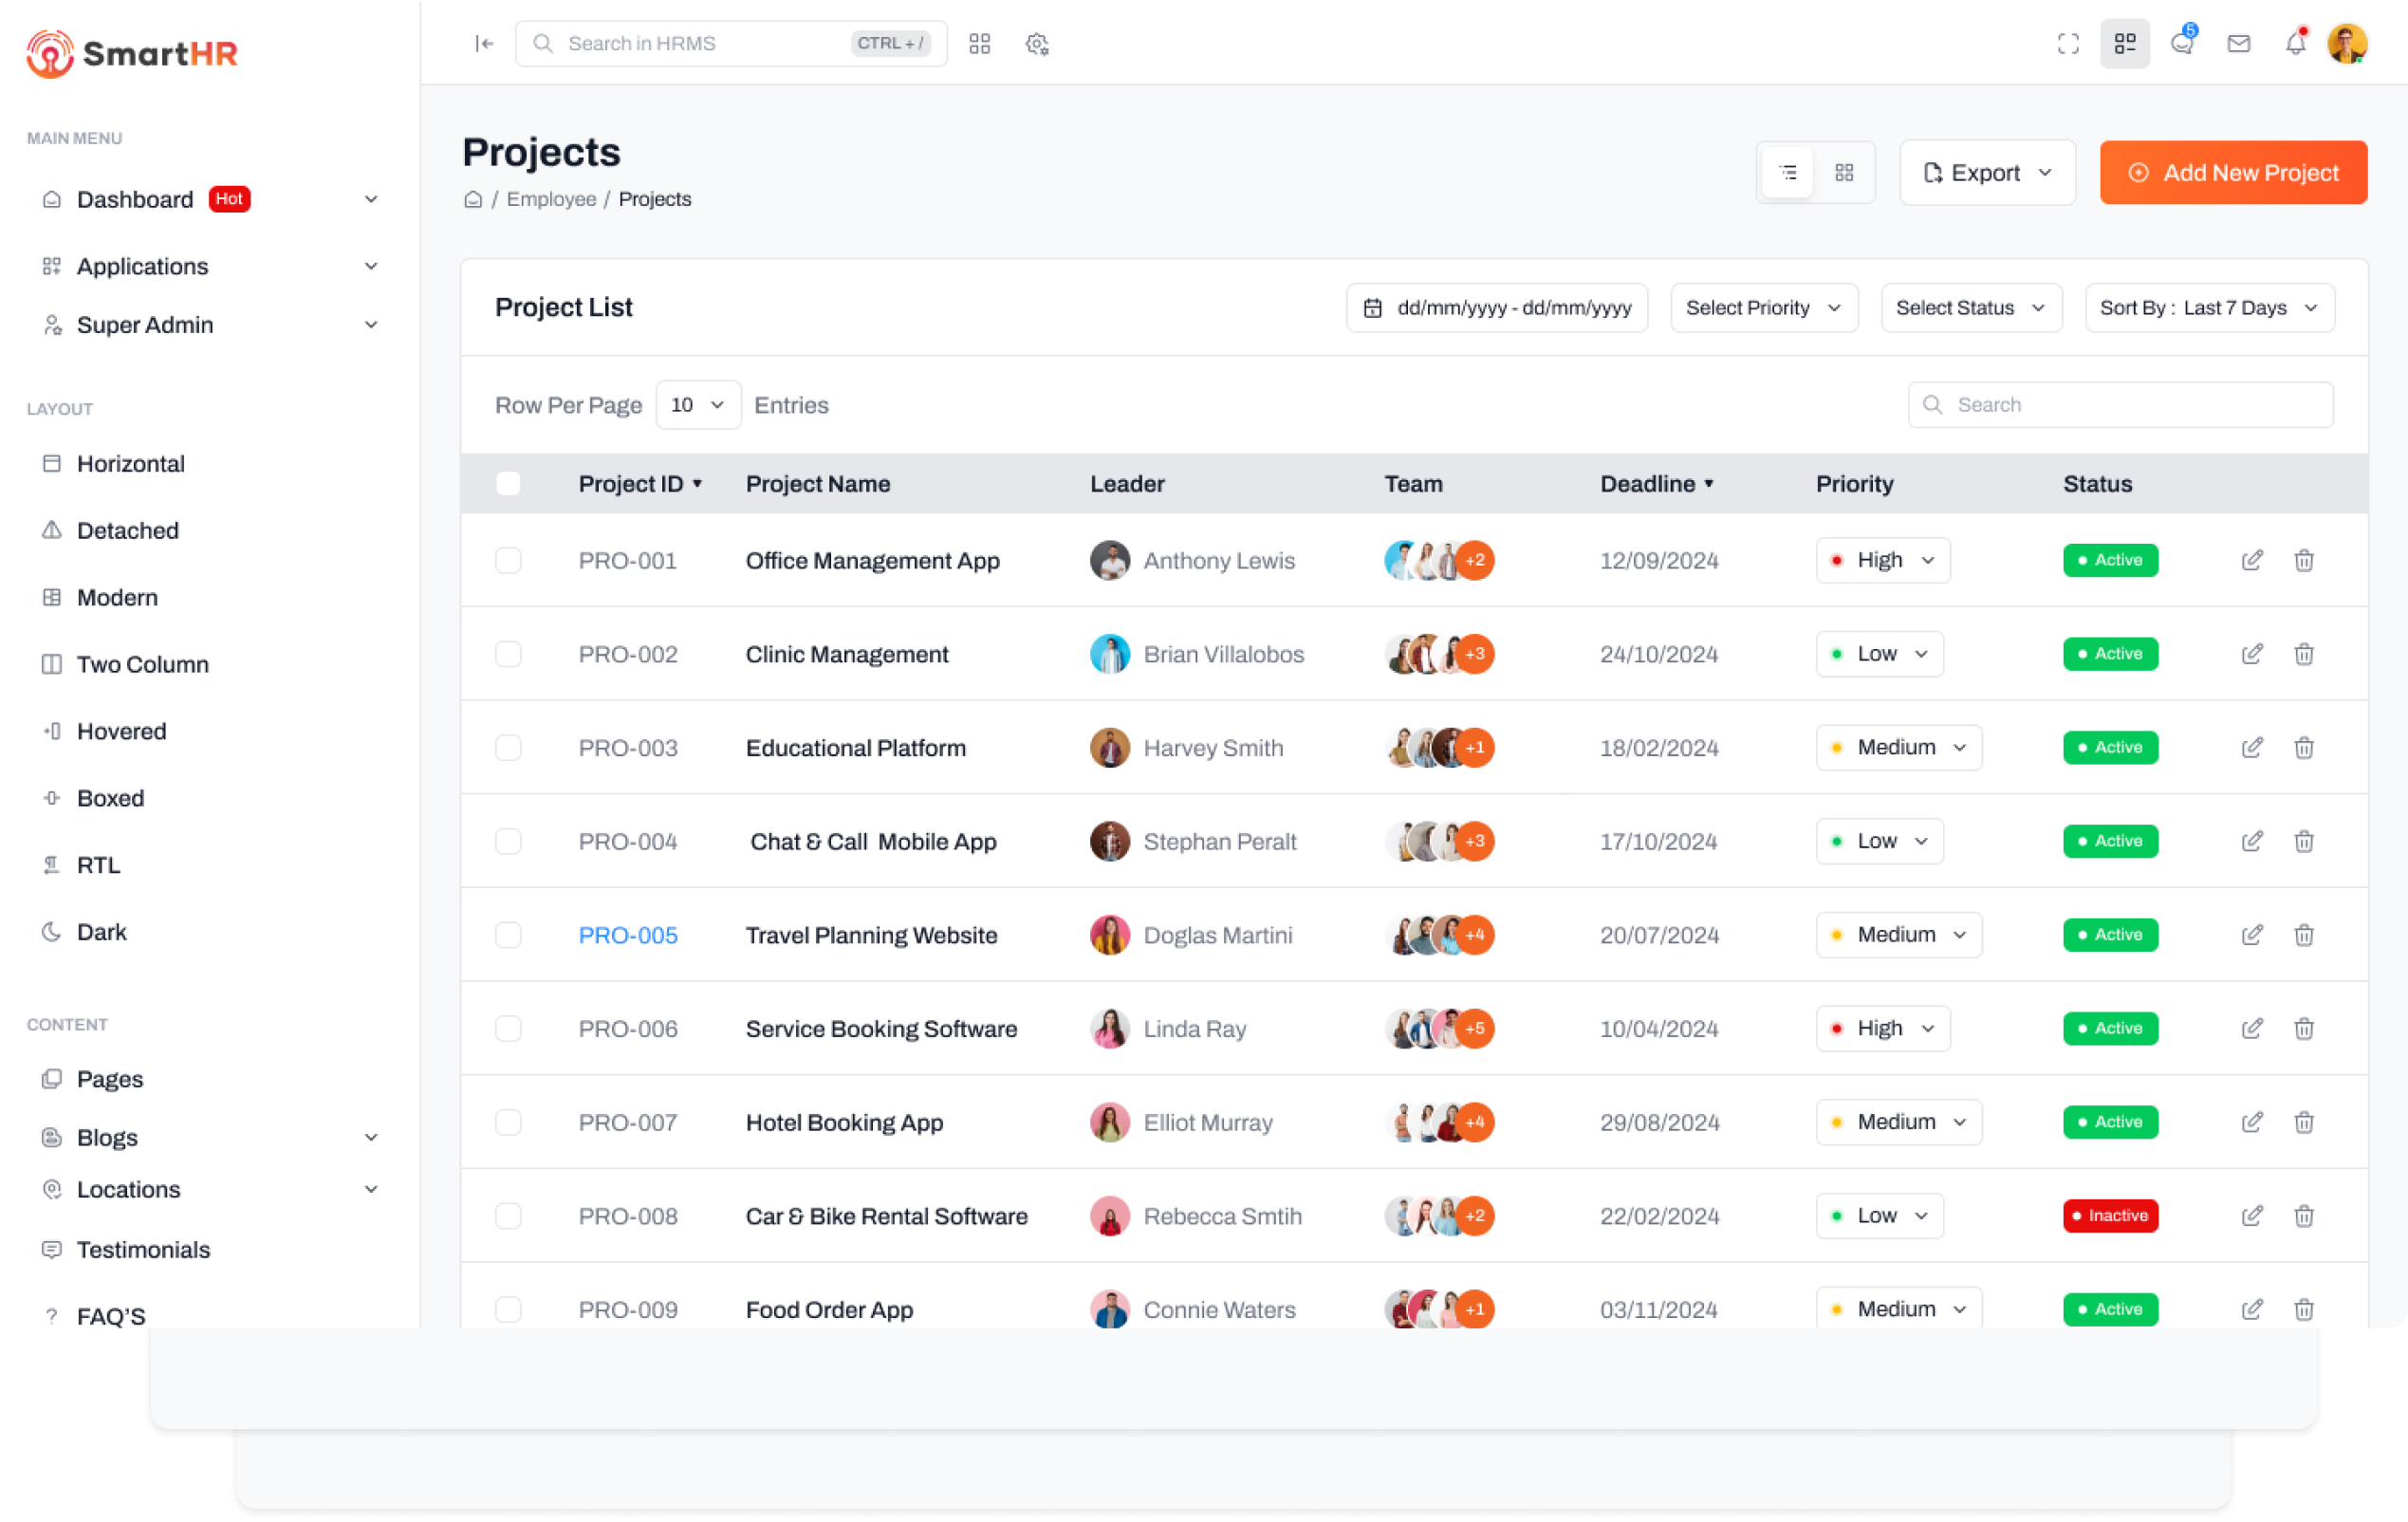 SmartHR
Search in HRMS CTRL + /
5
MAIN MENU
Dashboard Hot
Applications
Super Admin
LAYOUT
Horizontal
Detached
Modern
Two Column
Hovered
Boxed
RTL
Dark
CONTENT
Pages
Blogs
Locations
Testimonials
? FAQ’S
Projects
/ Employee / Projects
Export
Add New Project
Project List
dd/mm/yyyy - dd/mm/yyyy
Select Priority
Select Status
Sort By : Last 7 Days
Row Per Page 10 Entries
Search
Project ID Project Name Leader Team Deadline Priority Status
PRO-001 Office Management App Anthony Lewis +2 12/09/2024 High Active
PRO-002 Clinic Management Brian Villalobos +3 24/10/2024 Low Active
PRO-003 Educational Platform Harvey Smith +1 18/02/2024 Medium Active
PRO-004 Chat & Call Mobile App Stephan Peralt +3 17/10/2024 Low Active
PRO-005 Travel Planning Website Doglas Martini +4 20/07/2024 Medium Active
PRO-006 Service Booking Software Linda Ray +5 10/04/2024 High Active
PRO-007 Hotel Booking App Elliot Murray +4 29/08/2024 Medium Active
PRO-008 Car & Bike Rental Software Rebecca Smtih +2 22/02/2024 Low Inactive
PRO-009 Food Order App Connie Waters +1 03/11/2024 Medium Active